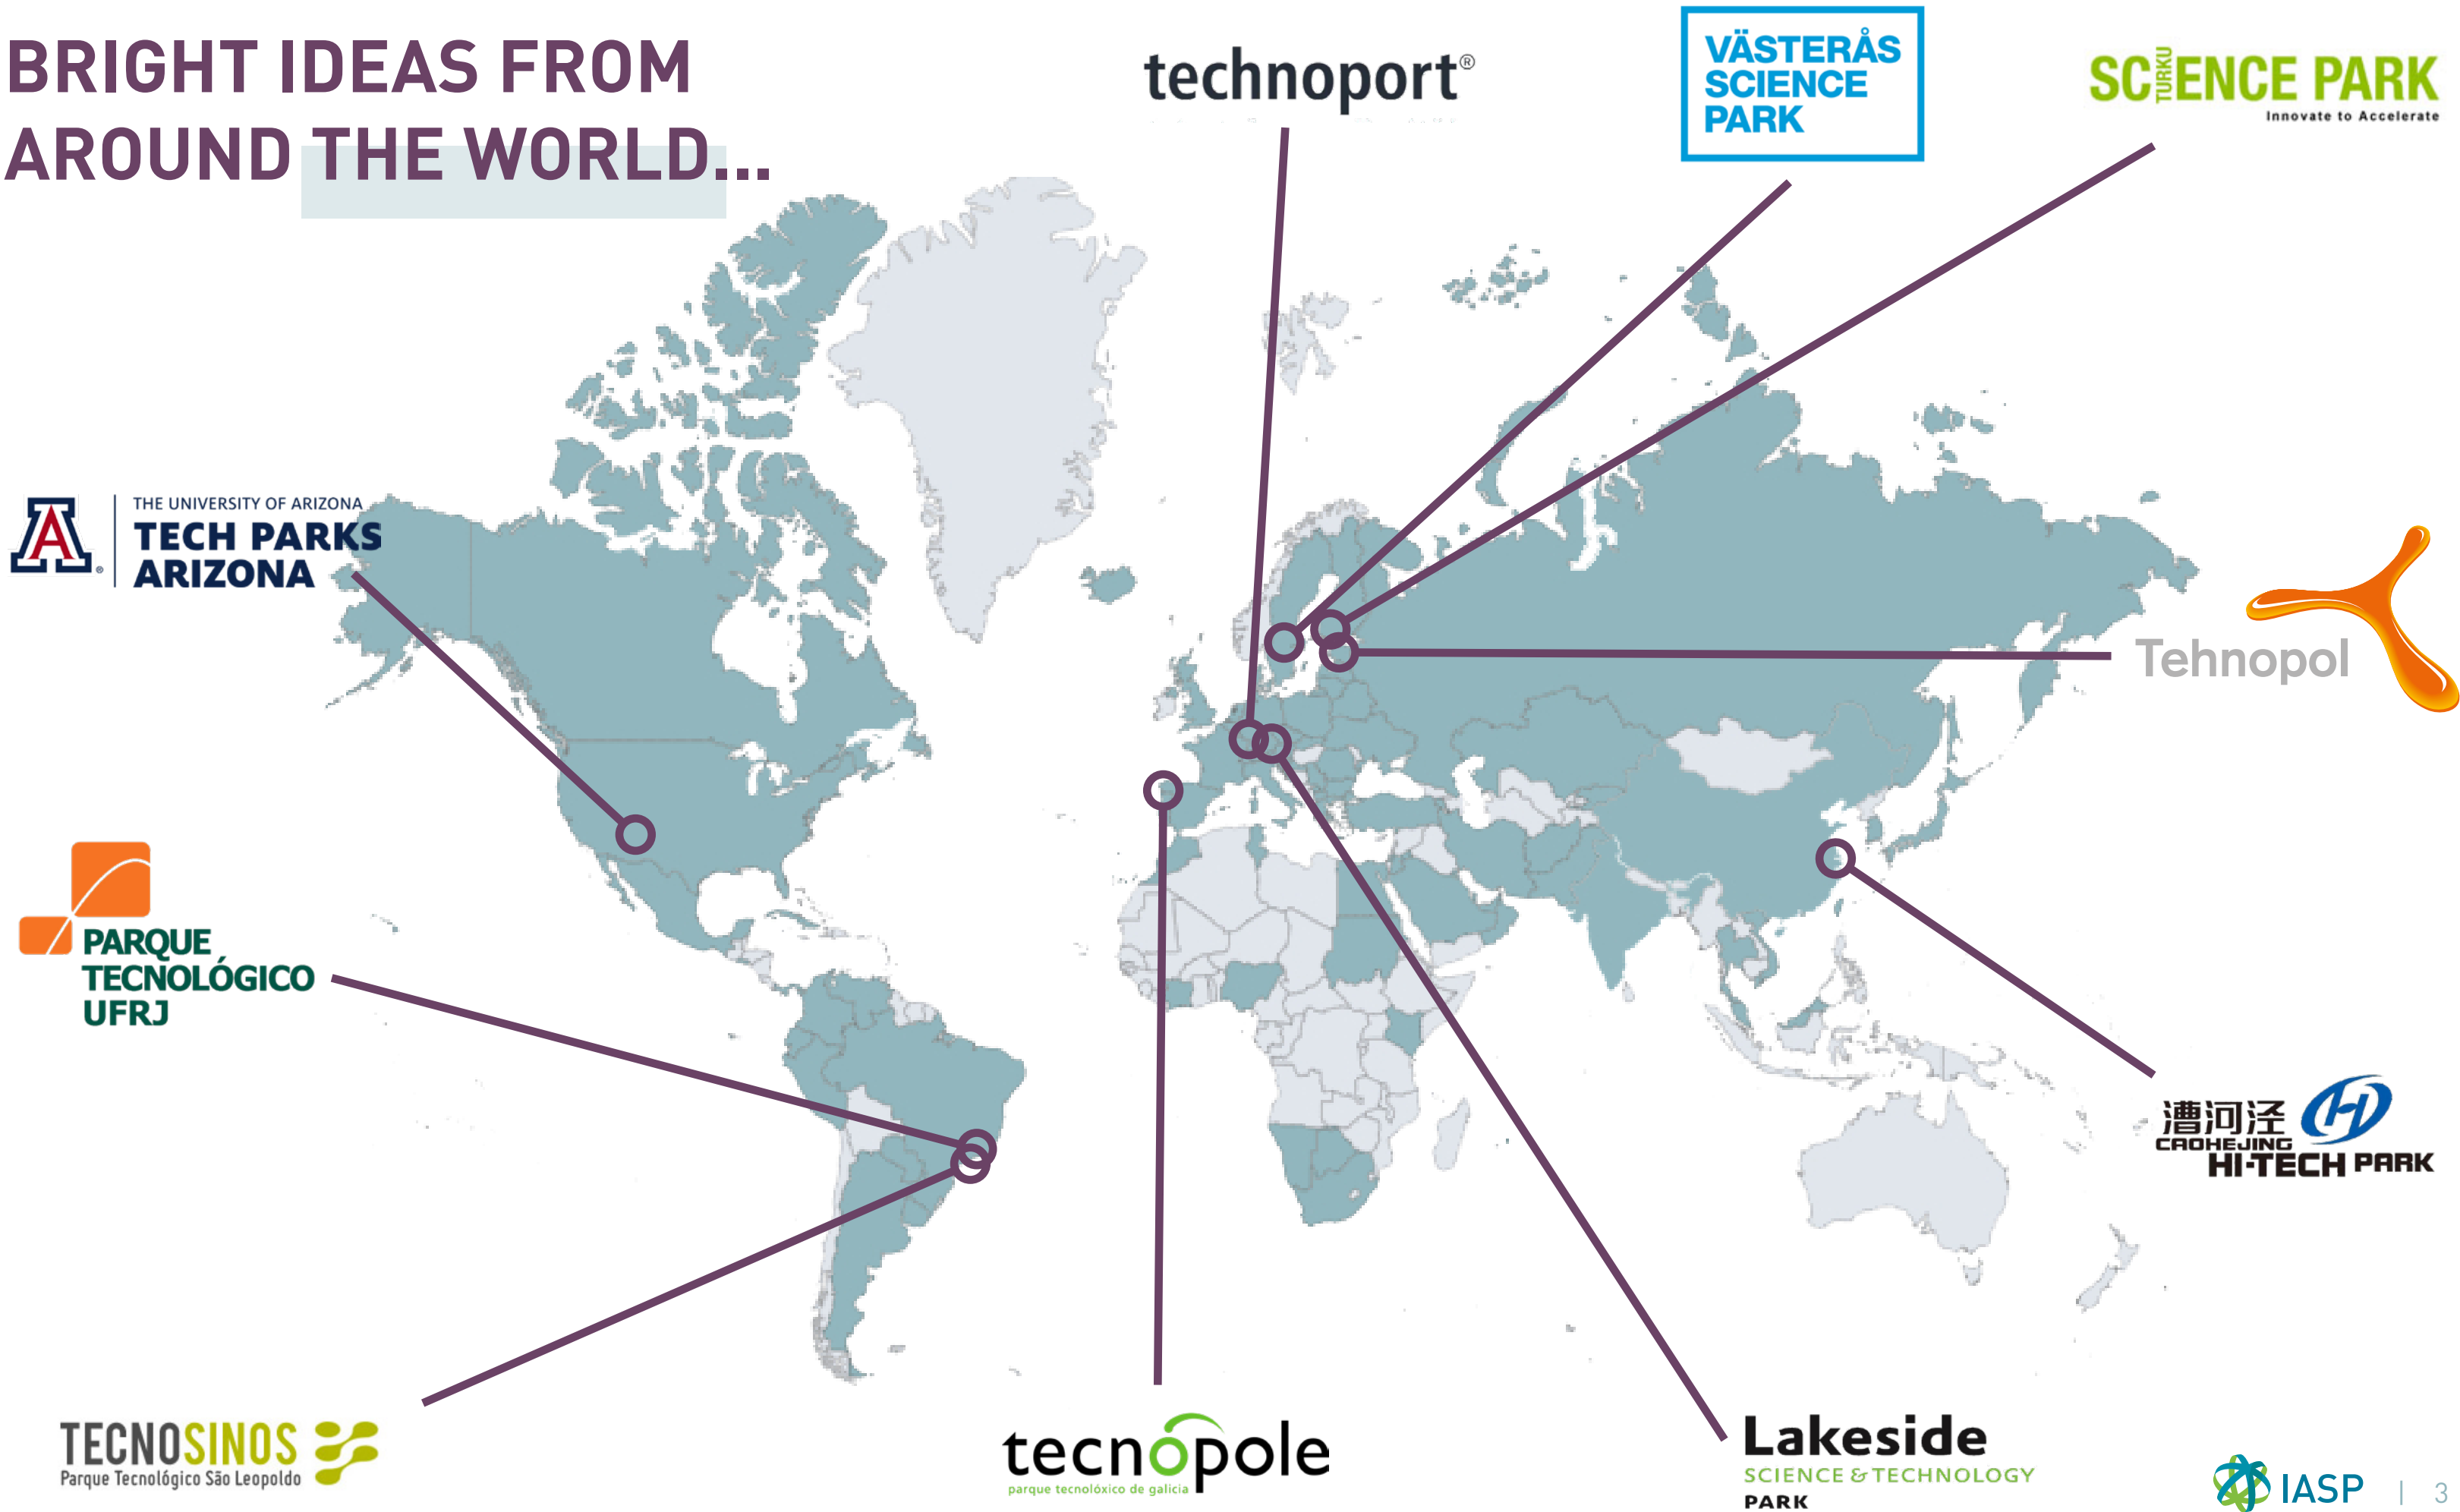 BRIGHT IDEAS FROM
AROUND THE WORLD...
technoport®
VÄSTERÅS
SCIENCE
PARK
SCIENCE PARK
TURKU
Innovate to Accelerate
A®
THE UNIVERSITY OF ARIZONA
TECH PARKS
ARIZONA
Tehnopol
PARQUE
TECNOLÓGICO
UFRJ
漕河泾
CAOHEJING
HI-TECH PARK
TECNOSINOS
Parque Tecnológico São Leopoldo
tecnópole
parque tecnolóxico de galicia
Lakeside
SCIENCE & TECHNOLOGY
PARK
IASP | 3